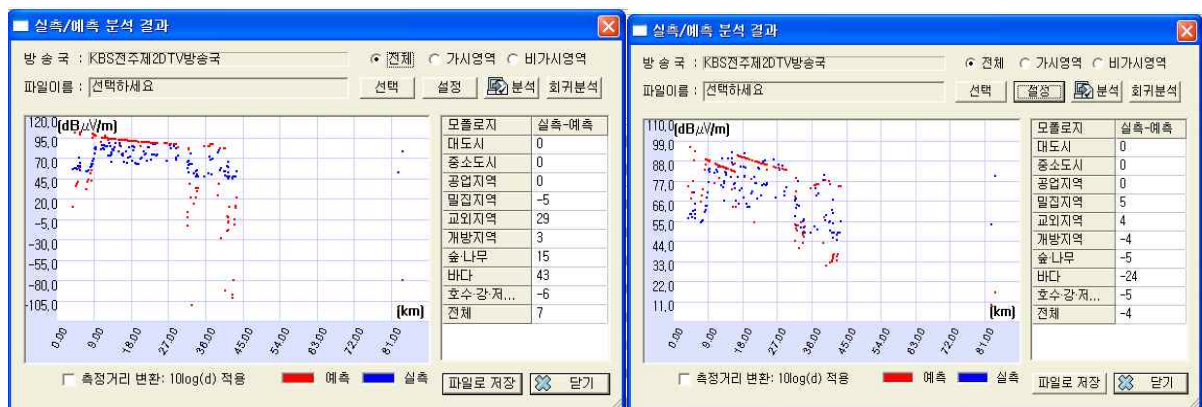 실측/예측 분석 결과
방 송 국 : KBS전주제2DTV방송국
전체 가시영역 비가시영역
파일이름 : 선택하세요
선택 설정 분석 회귀분석
(dBμV/m)
120,0
95,0
70,0
45,0
20,0
-5,0
-30,0
-55,0
-80,0
-105,0
(km)
0,00 9,00 18,00 27,00 36,00 45,00 54,00 63,00 72,00 81,00
모폴로지 실측-예측
대도시 0
중소도시 0
공업지역 0
밀집지역 -5
교외지역 29
개방지역 3
숲·나무 15
바다 43
호수·강·저... -6
전체 7
측정거리 변환: 10log(d) 적용 예측 실측
파일로 저장 닫기
실측/예측 분석 결과
방 송 국 : KBS전주제2DTV방송국
전체 가시영역 비가시영역
파일이름 : 선택하세요
선택 설정 분석 회귀분석
(dBμV/m)
110,0
99,0
88,0
77,0
66,0
55,0
44,0
33,0
22,0
11,0
(km)
0,00 9,00 18,00 27,00 36,00 45,00 54,00 63,00 72,00 81,00
모폴로지 실측-예측
대도시 0
중소도시 0
공업지역 0
밀집지역 5
교외지역 4
개방지역 -4
숲·나무 -5
바다 -24
호수·강·저... -5
전체 -4
측정거리 변환: 10log(d) 적용 예측 실측
파일로 저장 닫기